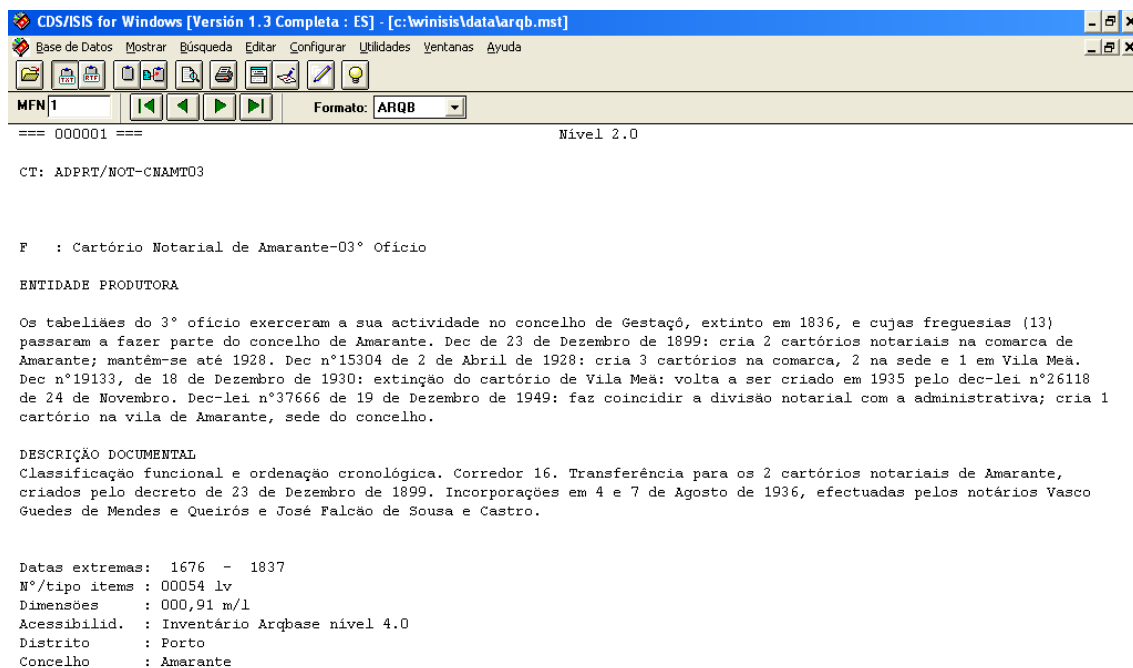 CDS/ISIS for Windows [Versión 1.3 Completa : ES] - [c:\winisis\data\arqb.mst]
Base de Datos Mostrar Búsqueda Editar Configurar Utilidades Ventanas Ayuda
TXT RTF
MFN 1 Formato: ARQB
=== 000001 === Nível 2.0
CT: ADPRT/NOT-CNAMT03
F : Cartório Notarial de Amarante-03º Ofício
ENTIDADE PRODUTORA
Os tabeliães do 3º ofício exerceram a sua actividade no concelho de Gestaçô, extinto em 1836, e cujas freguesias (13)
passaram a fazer parte do concelho de Amarante. Dec de 23 de Dezembro de 1899: cria 2 cartórios notariais na comarca de
Amarante; mantêm-se até 1928. Dec nº15304 de 2 de Abril de 1928: cria 3 cartórios na comarca, 2 na sede e 1 em Vila Meã.
Dec nº19133, de 18 de Dezembro de 1930: extinção do cartório de Vila Meã: volta a ser criado em 1935 pelo dec-lei nº26118
de 24 de Novembro. Dec-lei nº37666 de 19 de Dezembro de 1949: faz coincidir a divisão notarial com a administrativa; cria 1
cartório na vila de Amarante, sede do concelho.
DESCRIÇÃO DOCUMENTAL
Classificação funcional e ordenação cronológica. Corredor 16. Transferência para os 2 cartórios notariais de Amarante,
criados pelo decreto de 23 de Dezembro de 1899. Incorporações em 4 e 7 de Agosto de 1936, efectuadas pelos notários Vasco
Guedes de Mendes e Queirós e José Falcão de Sousa e Castro.
Datas extremas: 1676 - 1837
Nº/tipo items : 00054 lv
Dimensões : 000,91 m/l
Acessibilid. : Inventário Arqbase nível 4.0
Distrito : Porto
Concelho : Amarante